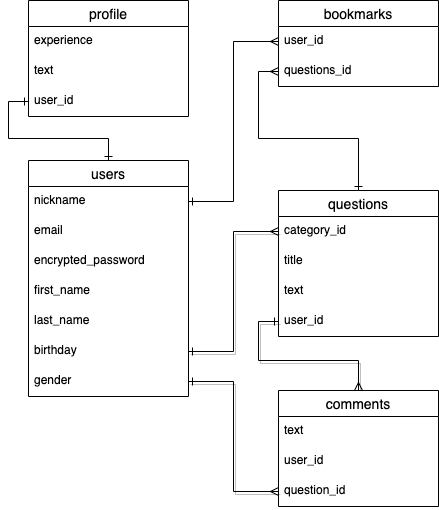 profile
experience
text
user_id
bookmarks
user_id
questions_id
users
nickname
email
encrypted_password
first_name
last_name
birthday
gender
questions
category_id
title
text
user_id
comments
text
user_id
question_id